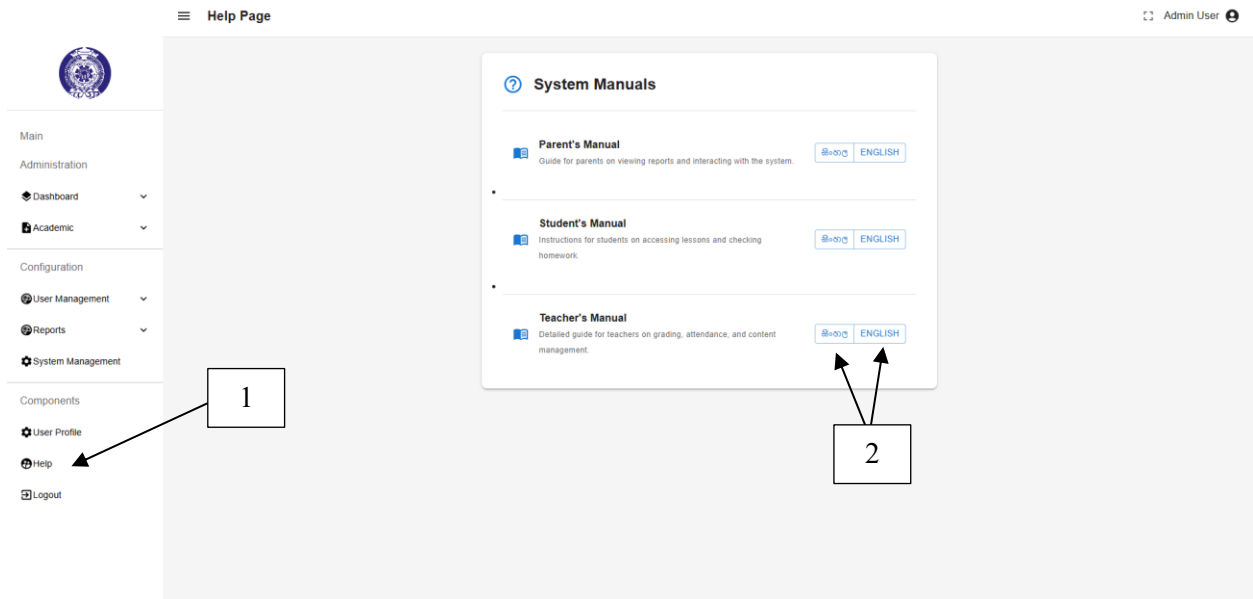 Help Page
Admin User
Main
Administration
Dashboard
Academic
Configuration
User Management
Reports
System Management
Components
User Profile
Help
Logout
System Manuals
Parent's Manual
Guide for parents on viewing reports and interacting with the system.
සිංහල ENGLISH
Student's Manual
Instructions for students on accessing lessons and checking
homework.
සිංහල ENGLISH
Teacher's Manual
Detailed guide for teachers on grading, attendance, and content
management.
සිංහල ENGLISH
1
2